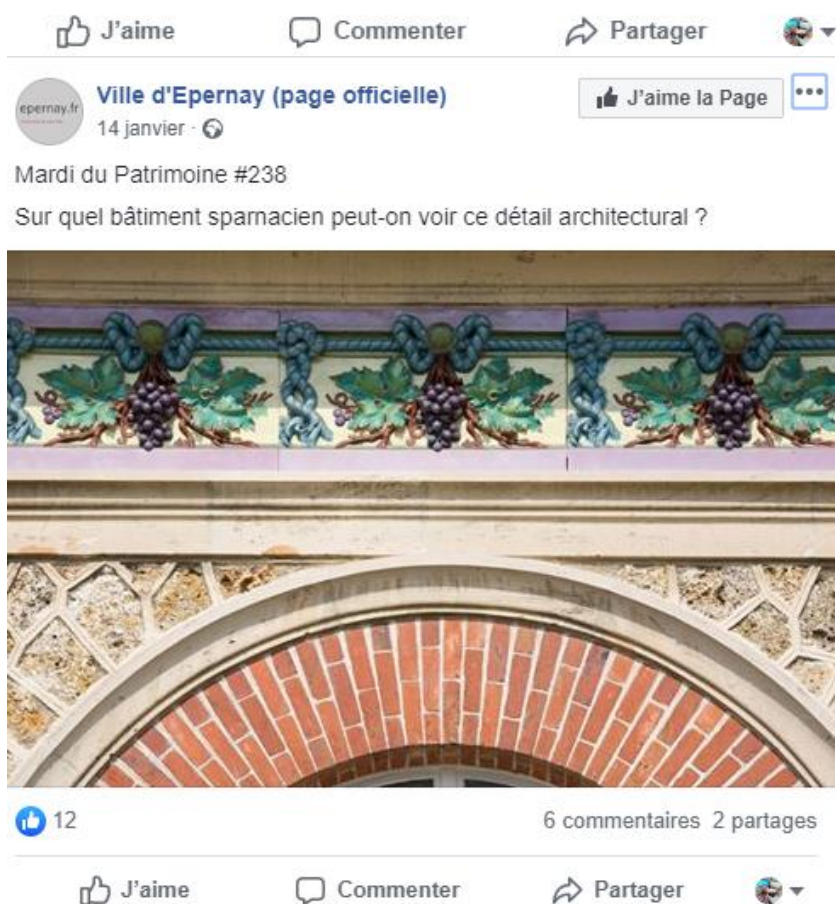 J'aime Commenter Partager
epernay.fr
Ville d'Epernay (page officielle)
J'aime la Page
14 janvier
Mardi du Patrimoine #238
Sur quel bâtiment sparnacien peut-on voir ce détail architectural ?
12
6 commentaires 2 partages
J'aime Commenter Partager